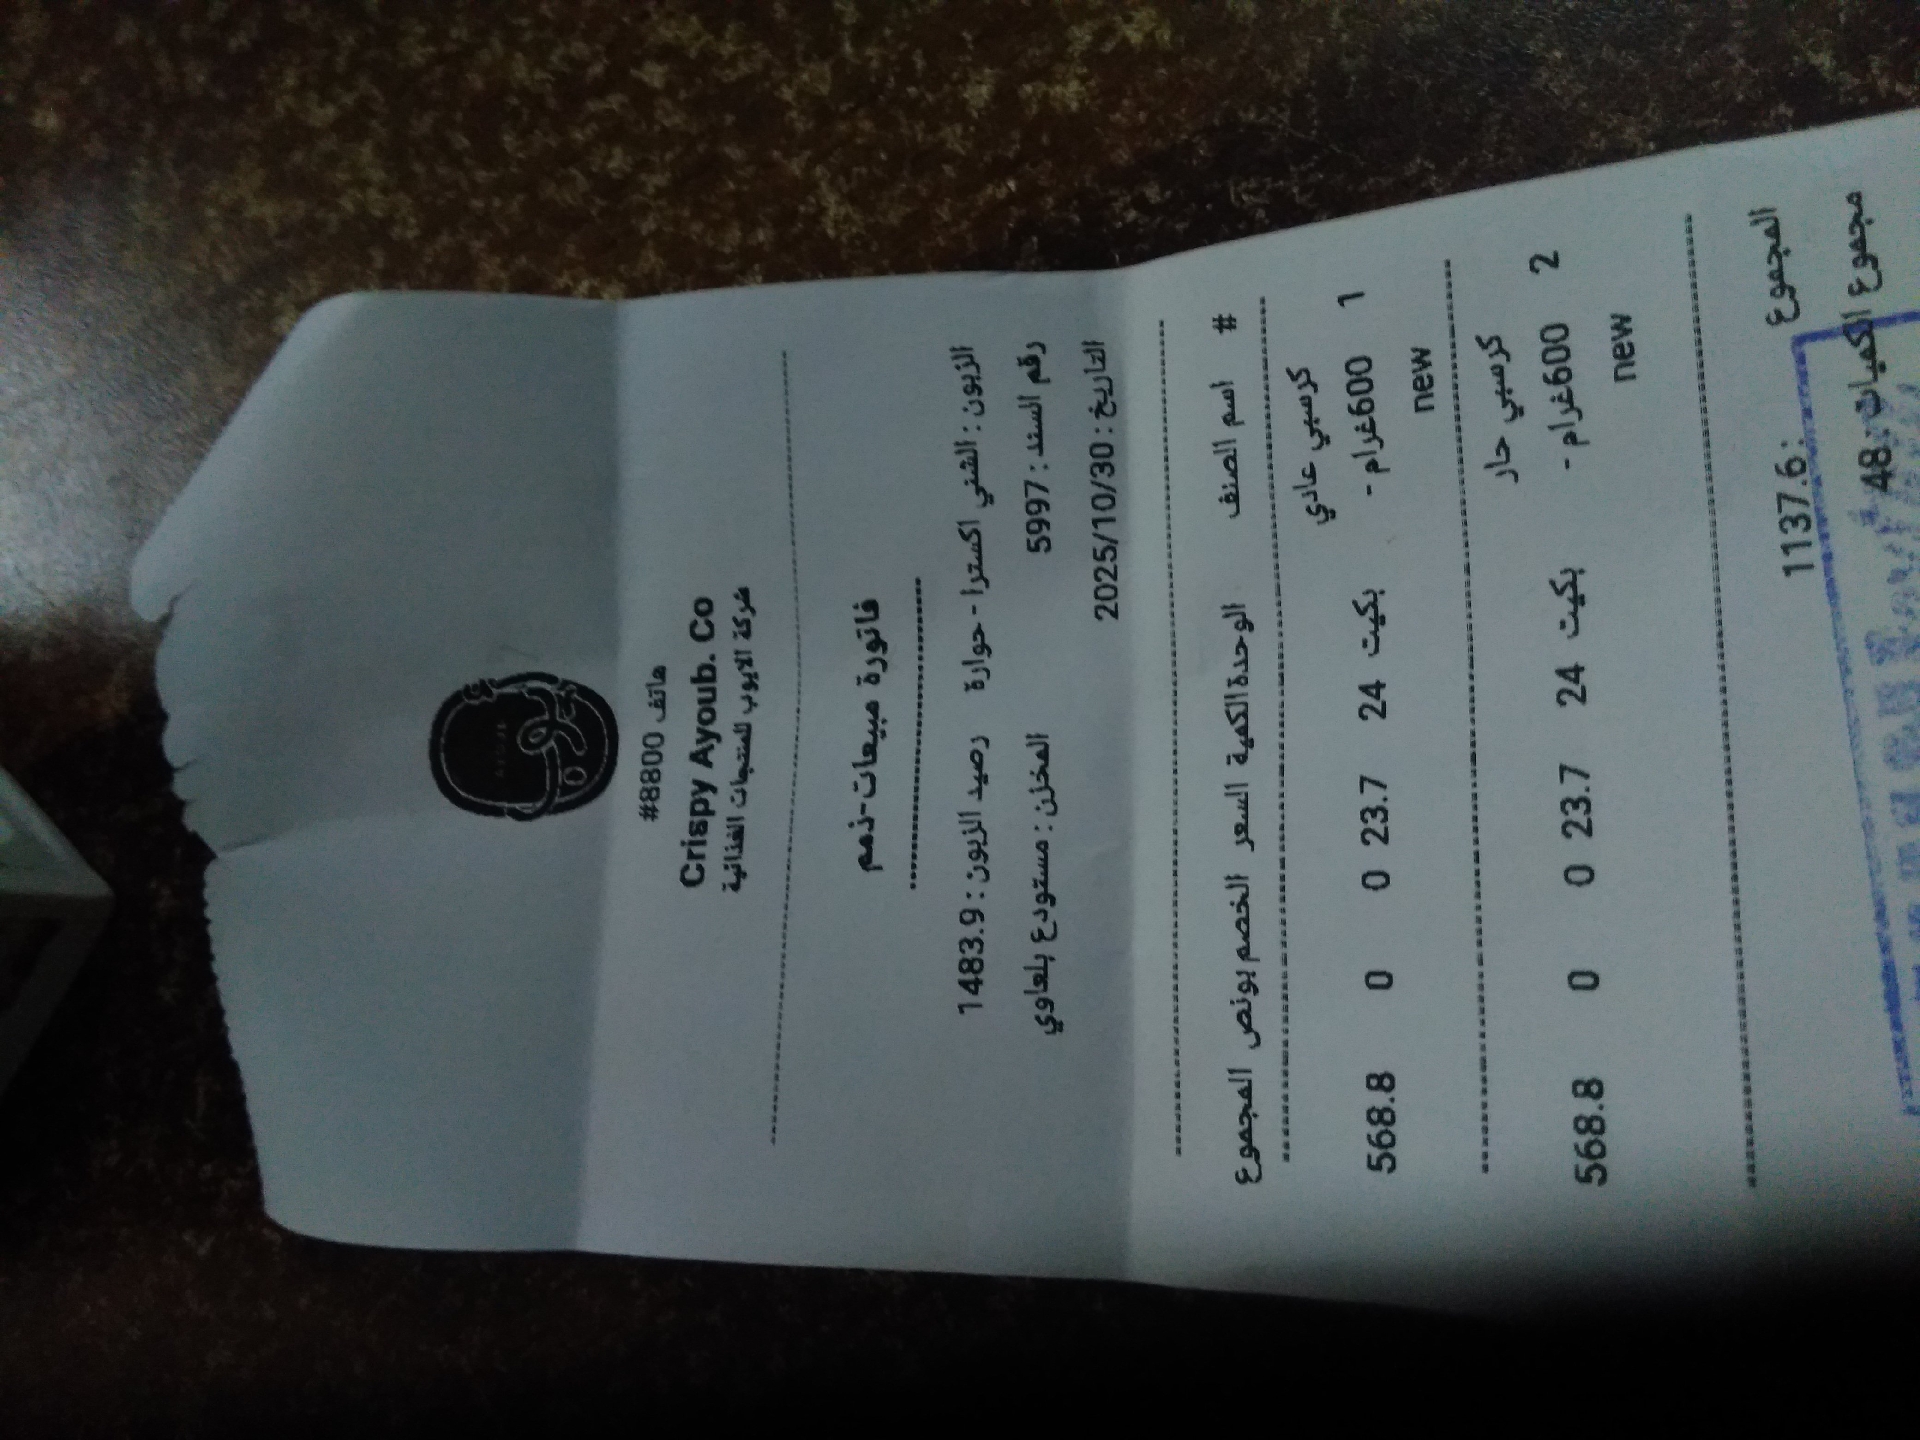 هاتف 8800#
Crispy Ayoub. Co
شركة الايوب للمنتجات الغذائية
فاتورة مبيعات-ذمم
الزبون : الشني اكسترا - حوارة رصيد الزبون : 1483.9
رقم السند : 5997 المخزن : مستودع بلعاوي
التاريخ : 2025/10/30
# اسم الصنف الوحدة الكمية السعر الخصم بونص المجموع
كرسبي عادي
1 600غرام - بكيت 24 23.7 0 0 568.8
new
كرسبي حار
2 600غرام - بكيت 24 23.7 0 0 568.8
new
المجموع : 1137.6
مجموع الكميات : 48